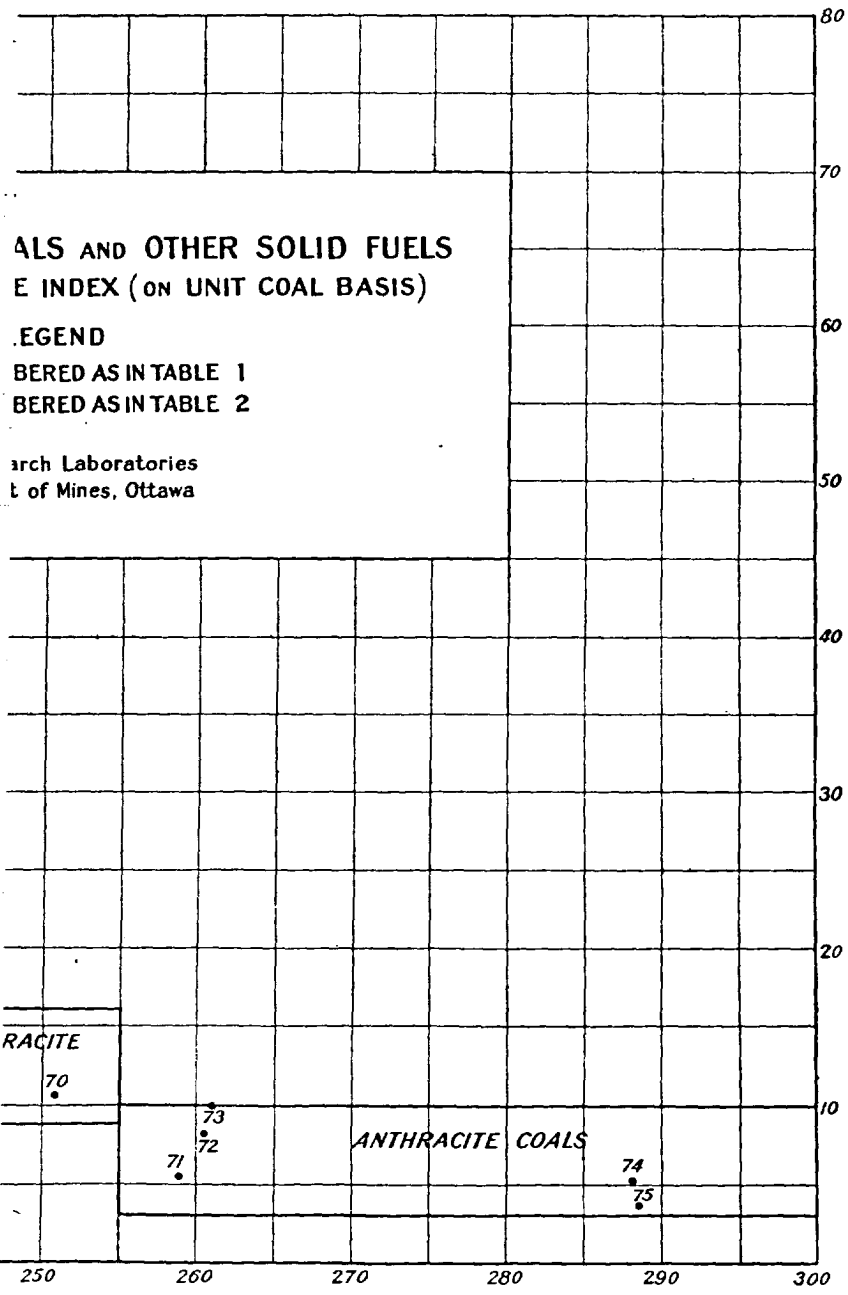 80
70
ALS AND OTHER SOLID FUELS
E INDEX (ON UNIT COAL BASIS)
.EGEND
BERED AS IN TABLE 1
BERED AS IN TABLE 2
arch Laboratories
t of Mines, Ottawa
60
50
40
30
20
RACITE
70
10
73
72
71
ANTHRACITE COALS
74
75
250 260 270 280 290 300